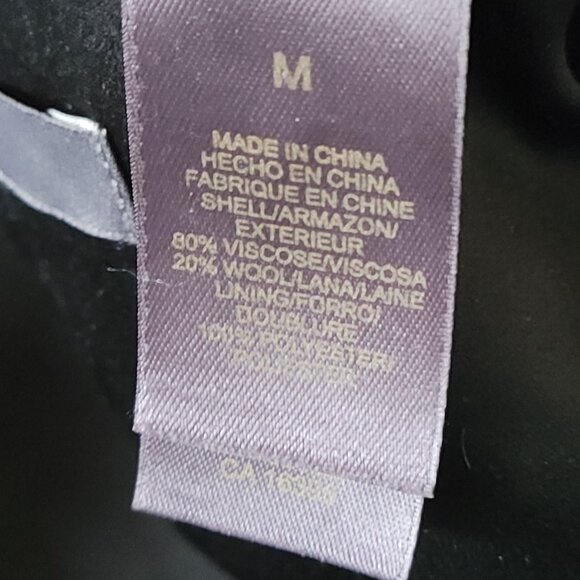 M
MADE IN CHINA
HECHO EN CHINA
FABRIQUE EN CHINE
SHELL/ARMAZON/
EXTERIEUR
80% VISCOSE/VISCOSA
20% WOOL/LANA/LAINE
LINING/FORRO/
DOUBLURE
100% POLYESTER/
POLYESTER
CA